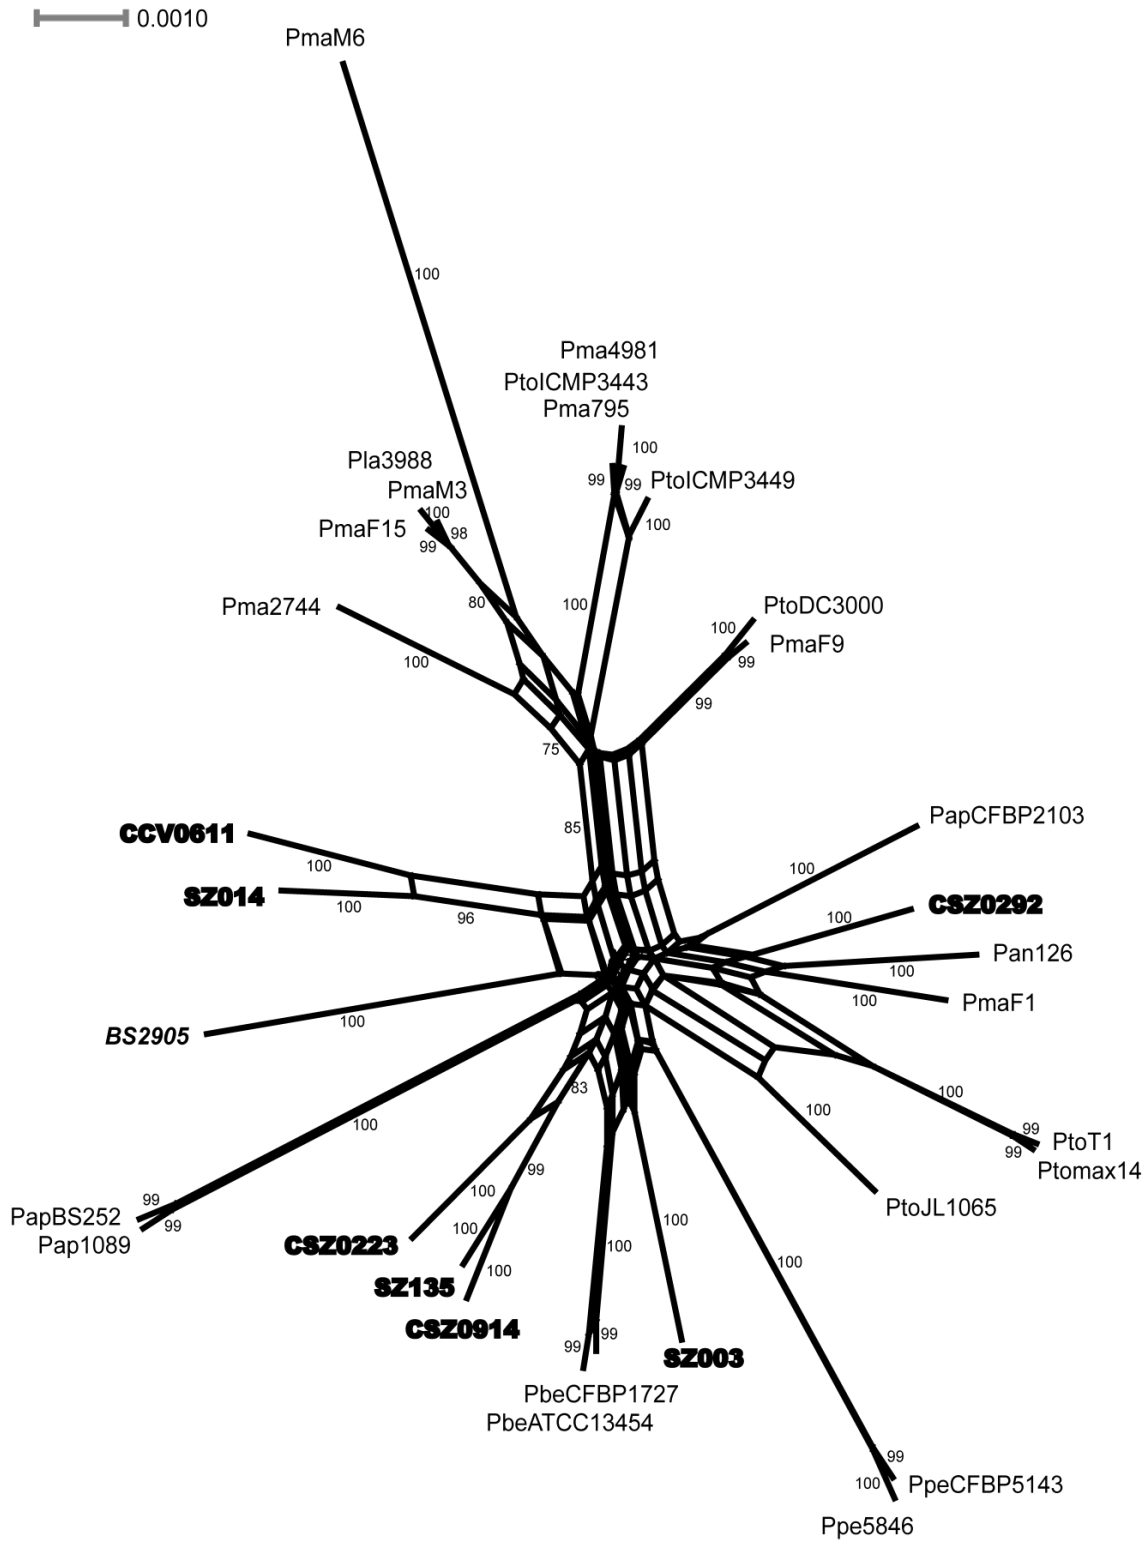 0.0010
PmaM6
100
Pma4981
PtoICMP3443
Pma795
100
Pla3988
99
99
PtoICMP3449
PmaM3
100
100
PmaF15
98
99
80
100
PtoDC3000
Pma2744
100
PmaF9
100
99
99
75
PapCFBP2103
85
CCV0611
100
100
SZ014
100
96
100
CSZ0292
Pan126
100
100
PmaF1
BS2905
100
83
100
100
100
99
PtoT1
99
Ptomax14
99
100
99
PapBS252
99
Pap1089
PtoJL1065
100
100
100
CSZ0223
100
100
SZ135
CSZ0914
99
99
SZ003
PbeCFBP1727
PbeATCC13454
99
100
PpeCFBP5143
Ppe5846